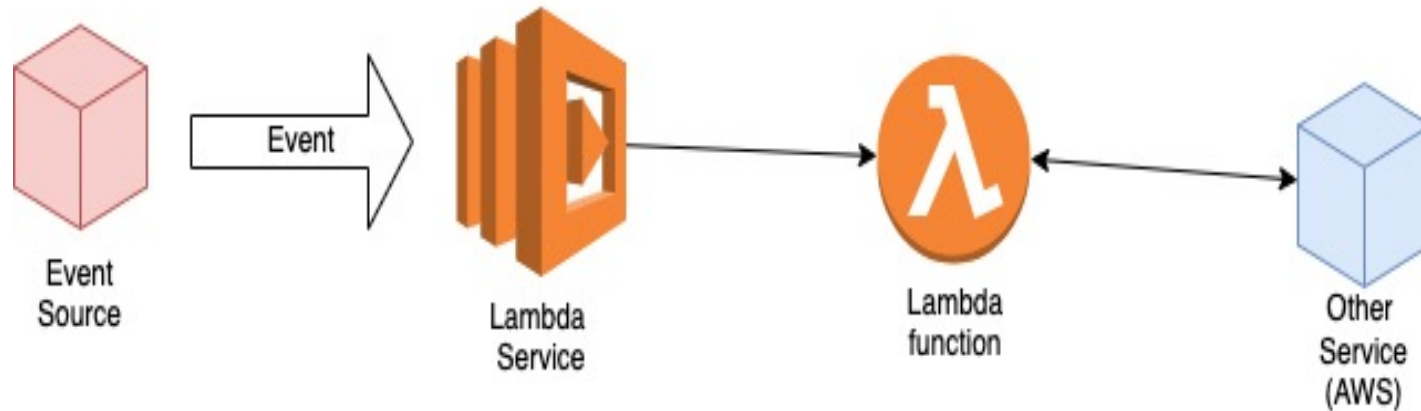 Event
Event
Source
Lambda
Service
λ
Lambda
function
Other
Service
(AWS)